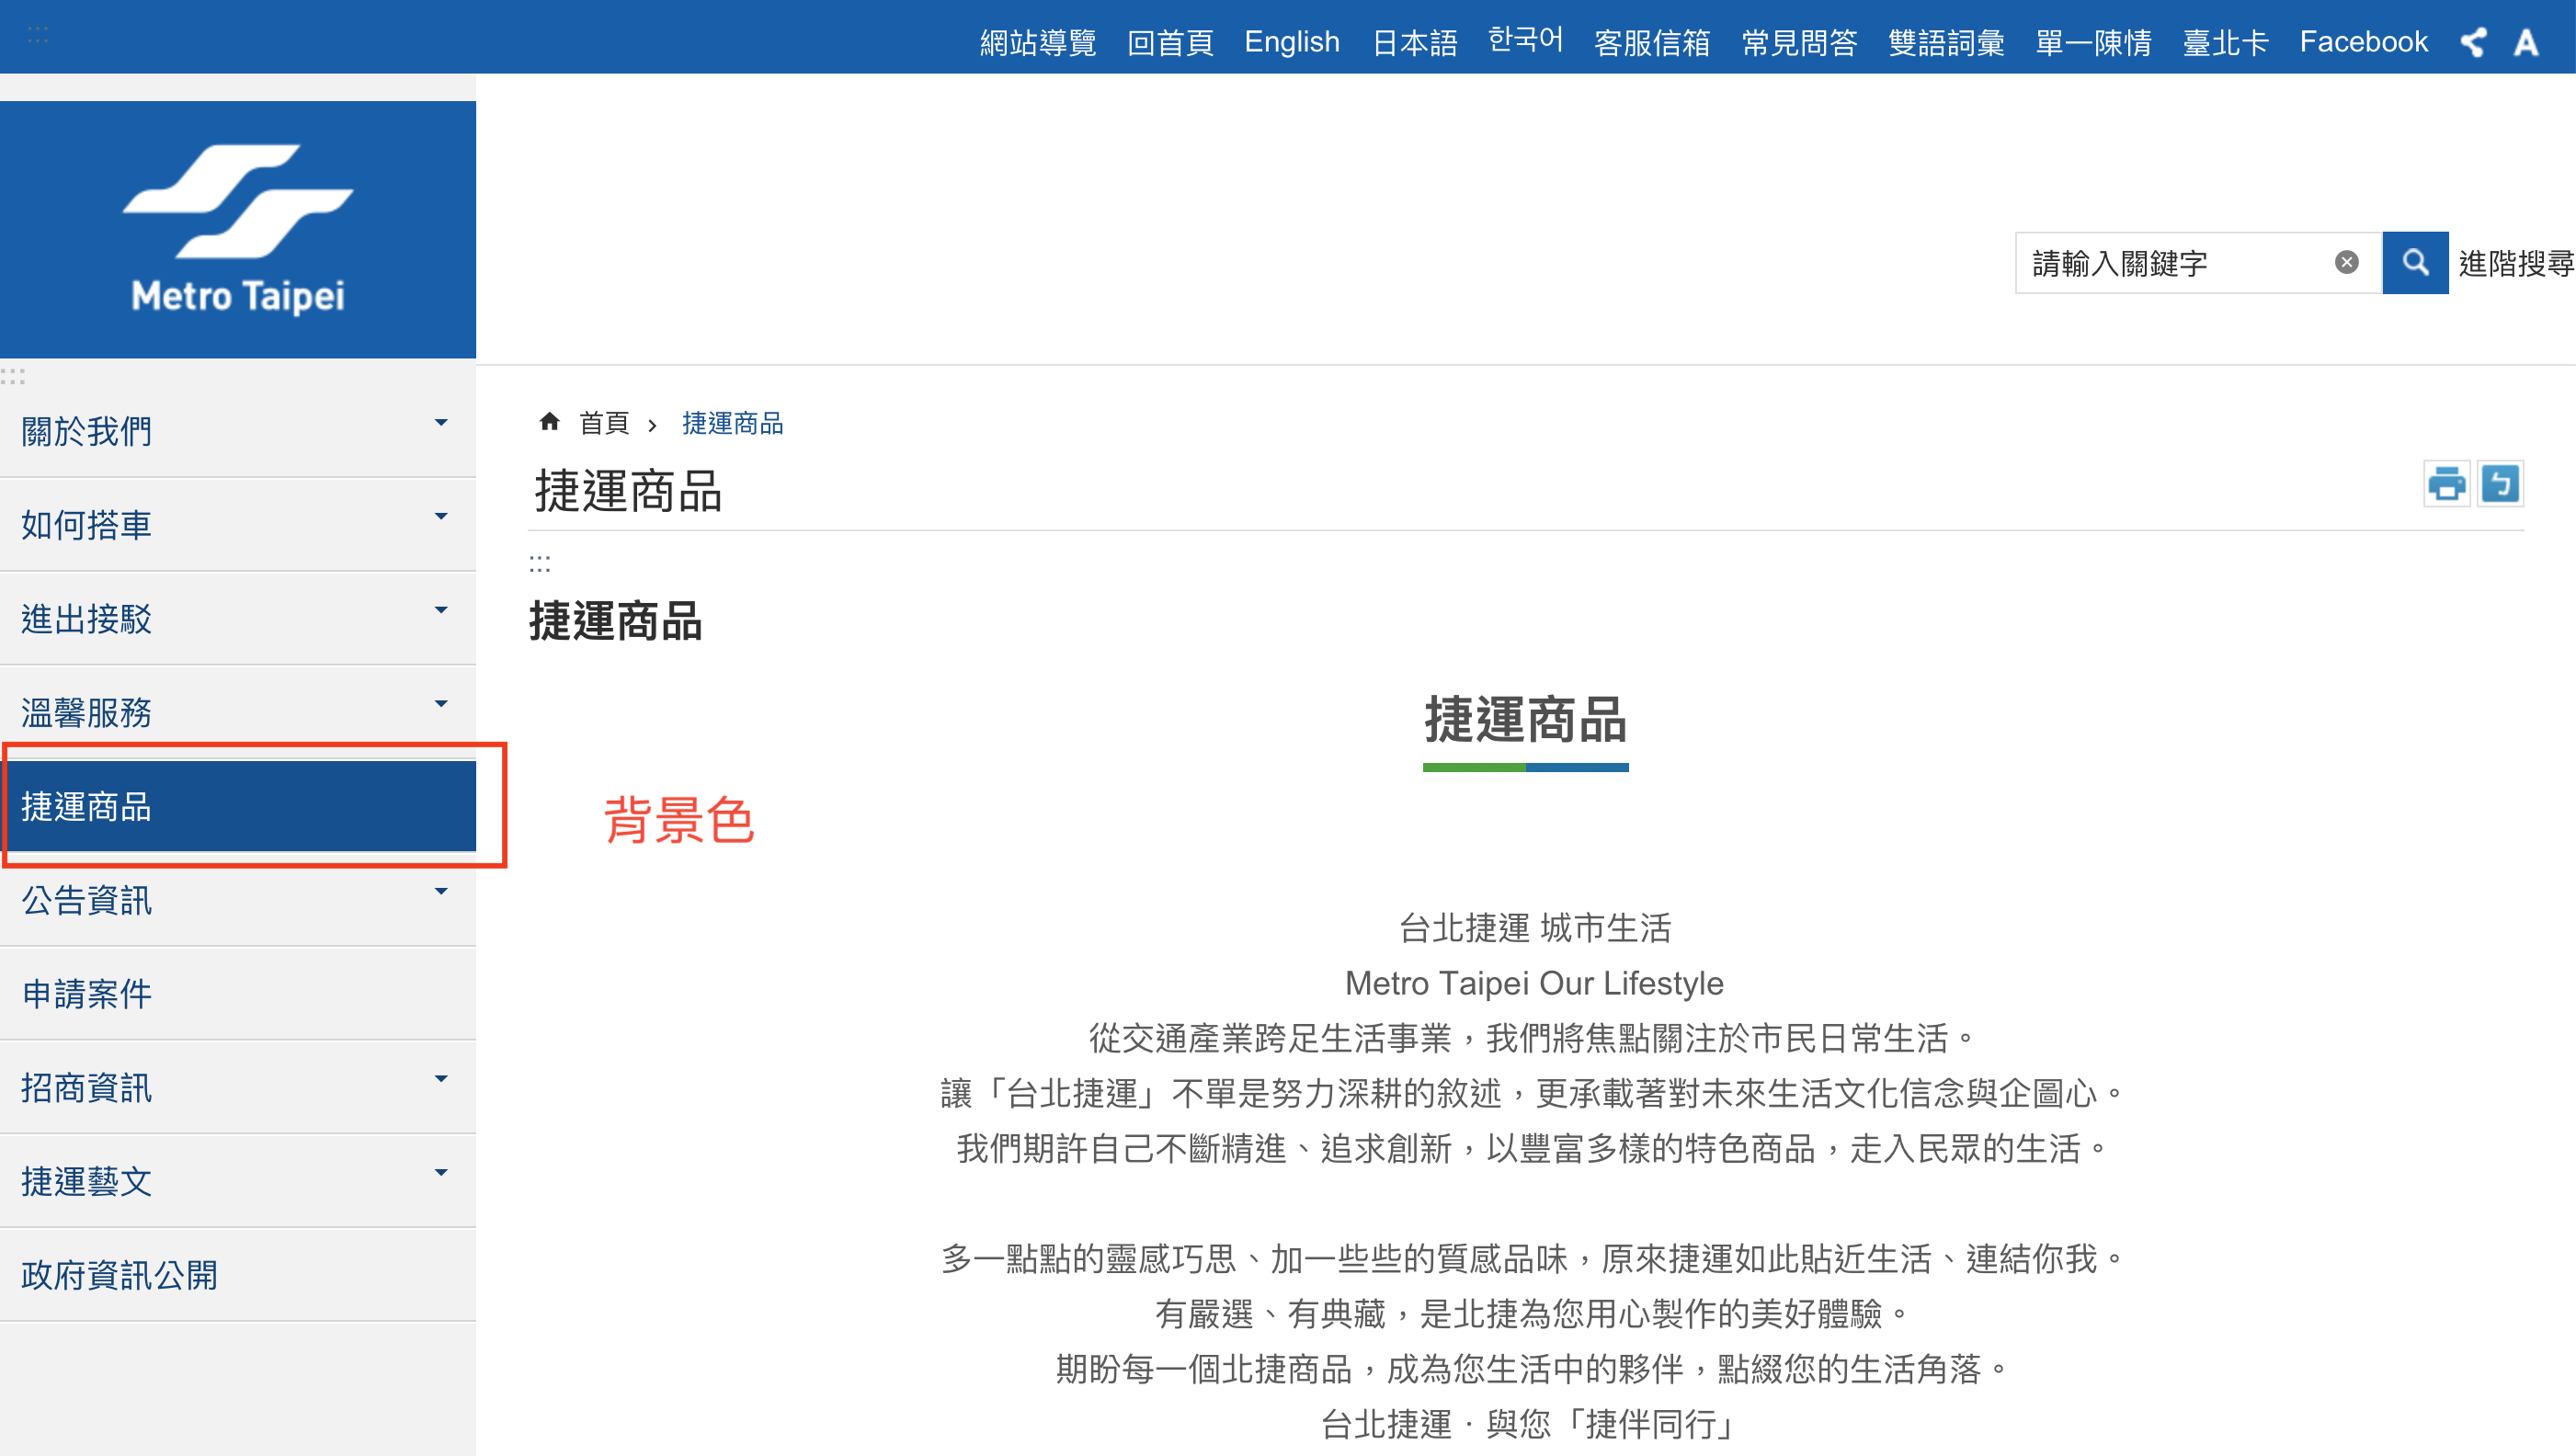 網站導覽 回首頁 English 日本語 한국어 客服信箱 常見問答 雙語詞彙 單一陳情 臺北卡 Facebook A
Metro Taipei
請輸入關鍵字 進階搜尋
:::
關於我們
如何搭車
進出接駁
溫馨服務
捷運商品
公告資訊
申請案件
招商資訊
捷運藝文
政府資訊公開
首頁 › 捷運商品
捷運商品
:::
捷運商品
捷運商品
背景色
台北捷運 城市生活
Metro Taipei Our Lifestyle
從交通產業跨足生活事業，我們將焦點關注於市民日常生活。
讓「台北捷運」不單是努力深耕的敘述，更承載著對未來生活文化信念與企圖心。
我們期許自己不斷精進、追求創新，以豐富多樣的特色商品，走入民眾的生活。
多一點點的靈感巧思、加一些些的質感品味，原來捷運如此貼近生活、連結你我。
有嚴選、有典藏，是北捷為您用心製作的美好體驗。
期盼每一個北捷商品，成為您生活中的夥伴，點綴您的生活角落。
台北捷運．與您「捷伴同行」